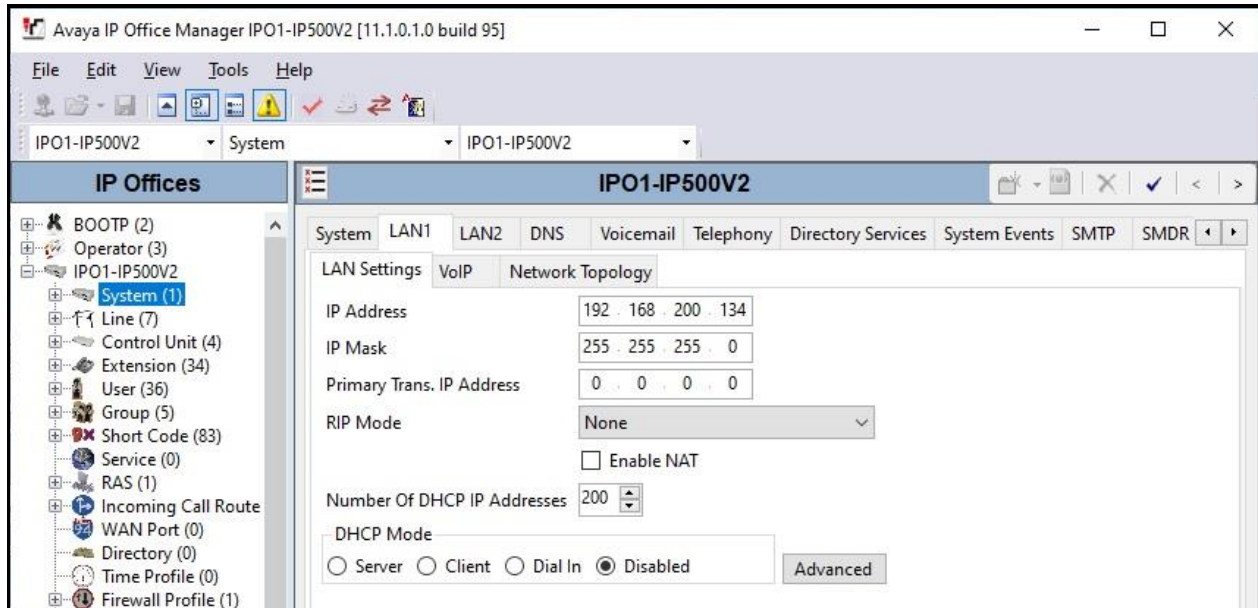 Avaya IP Office Manager IPO1-IP500V2 [11.1.0.1.0 build 95]
File Edit View Tools Help
IPO1-IP500V2 System IPO1-IP500V2
IP Offices
BOOTP (2)
Operator (3)
IPO1-IP500V2
System (1)
Line (7)
Control Unit (4)
Extension (34)
User (36)
Group (5)
Short Code (83)
Service (0)
RAS (1)
Incoming Call Route
WAN Port (0)
Directory (0)
Time Profile (0)
Firewall Profile (1)
IPO1-IP500V2
System LAN1 LAN2 DNS Voicemail Telephony Directory Services System Events SMTP SMDR
LAN Settings VoIP Network Topology
IP Address 192 . 168 . 200 . 134
IP Mask 255 . 255 . 255 . 0
Primary Trans. IP Address 0 . 0 . 0 . 0
RIP Mode None
Enable NAT
Number Of DHCP IP Addresses 200
DHCP Mode
Server Client Dial In Disabled Advanced